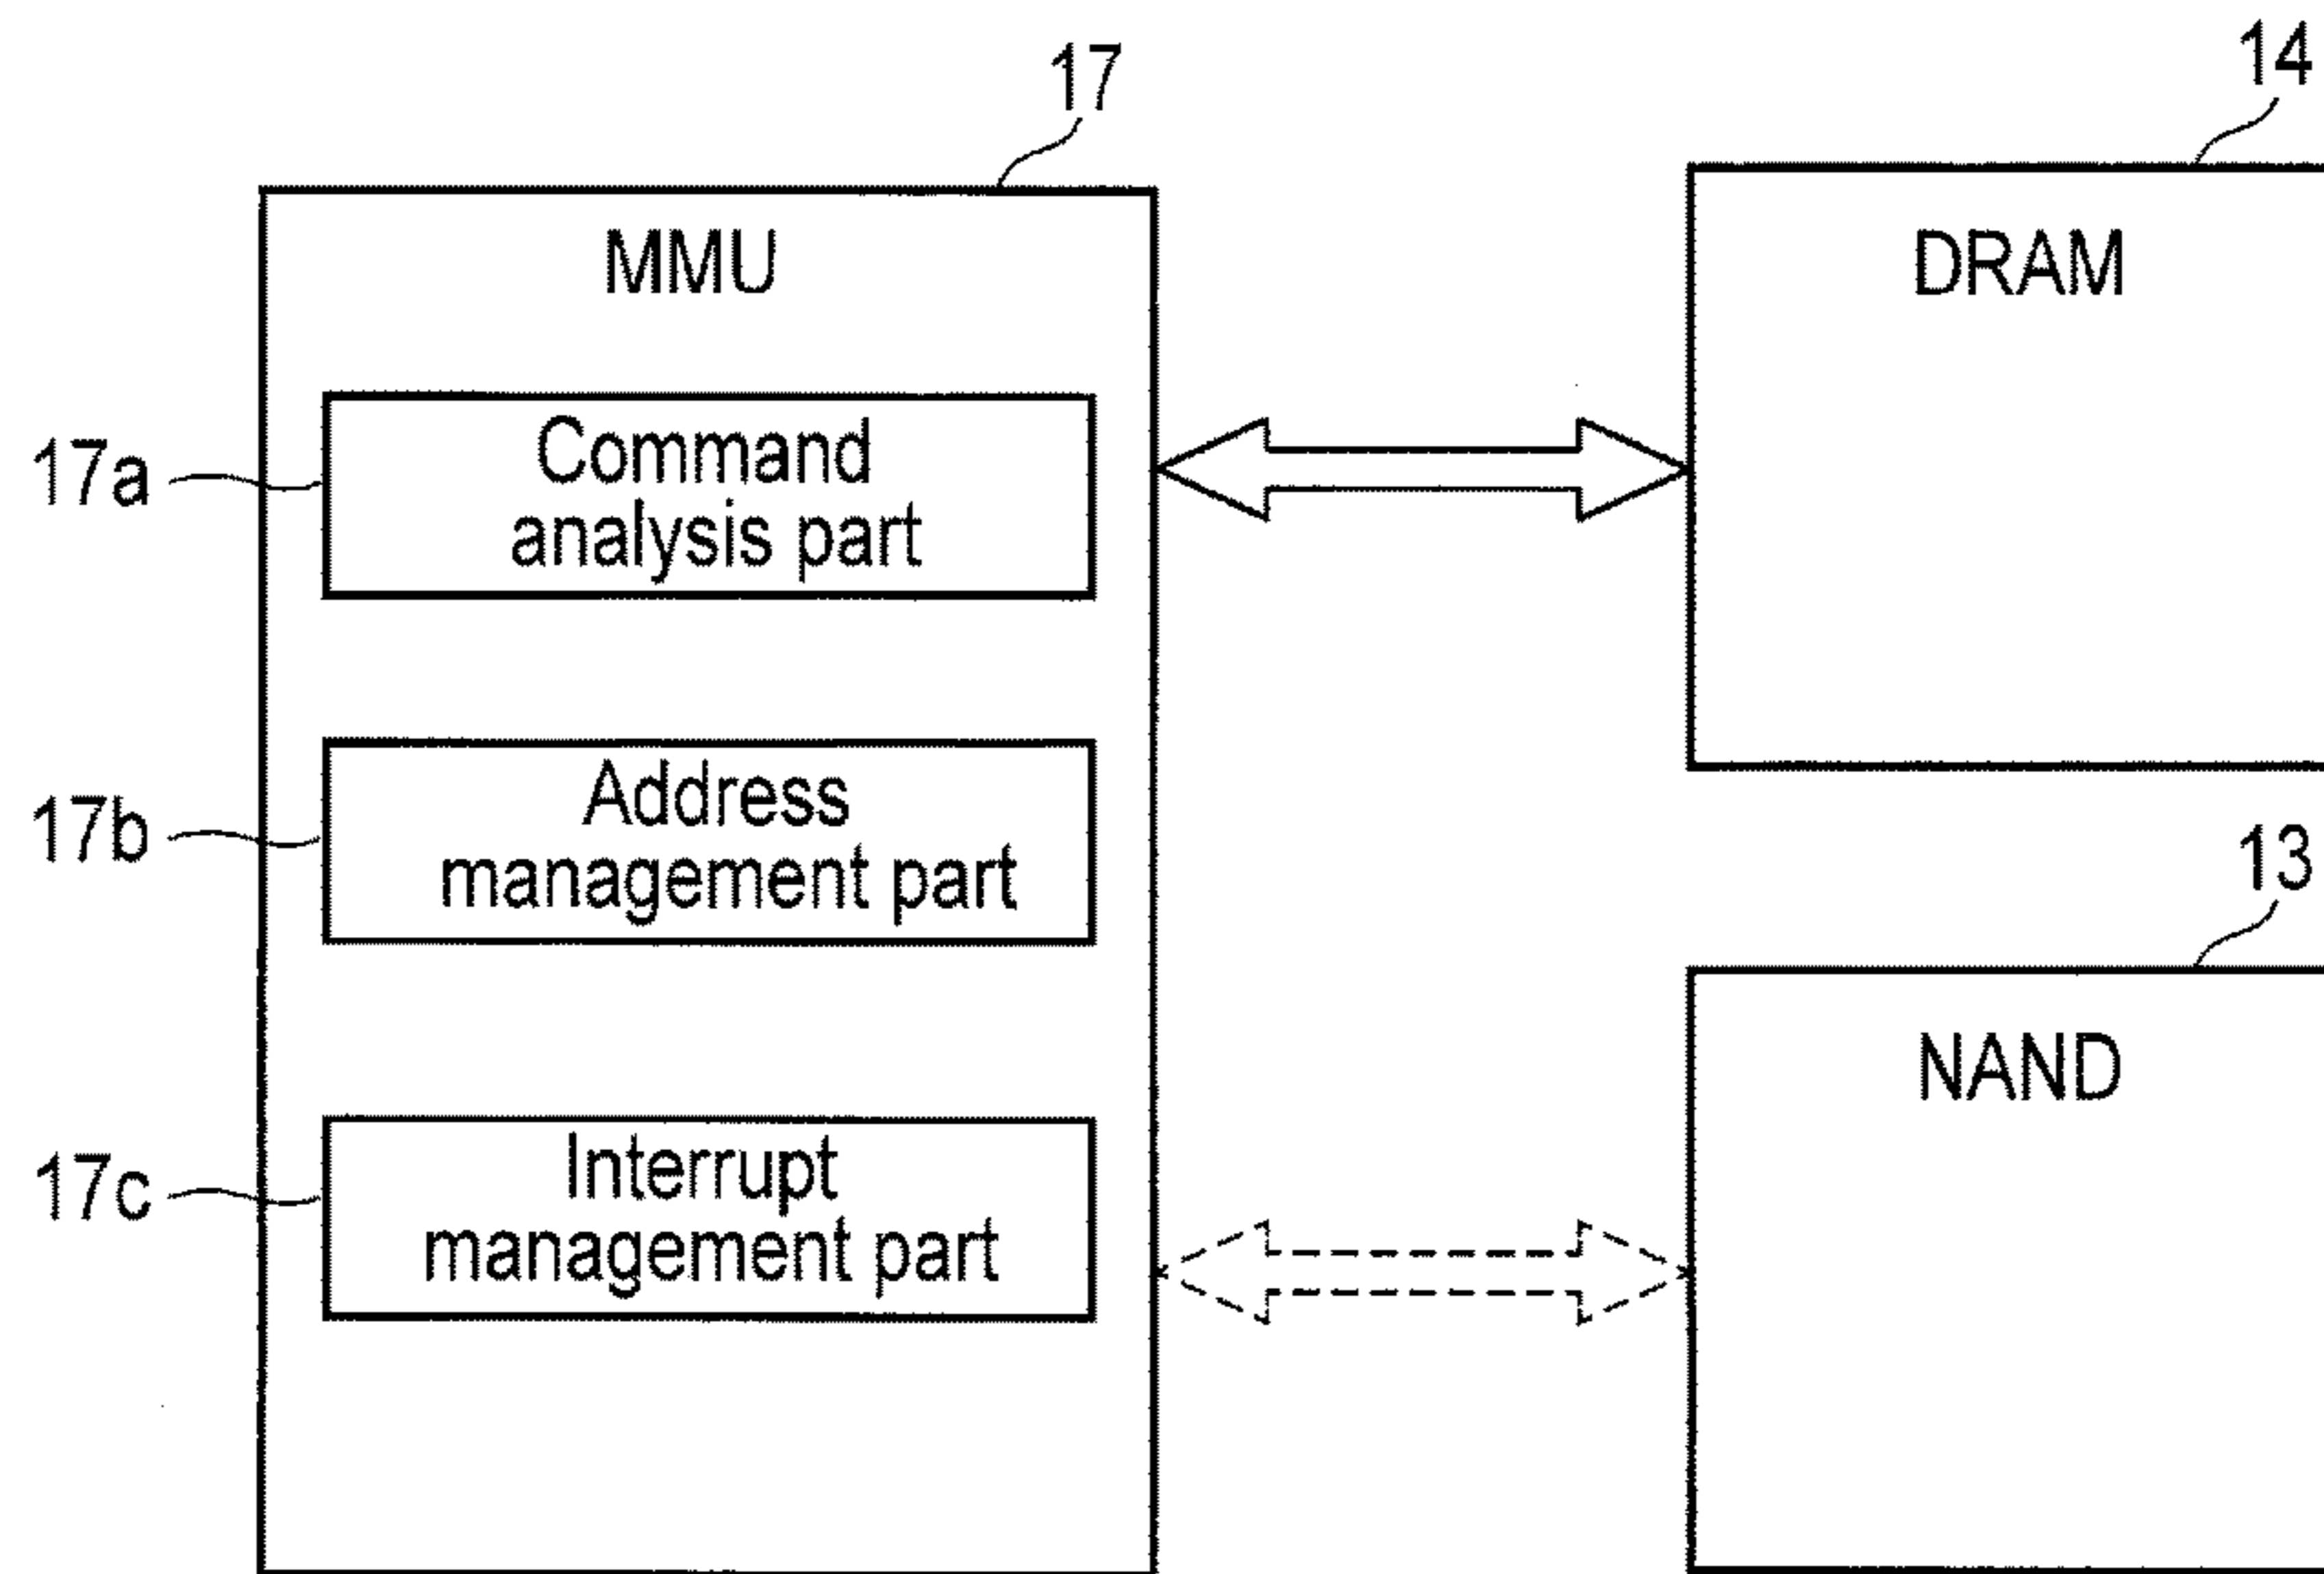 17
14
MMU
DRAM
17a
Command
analysis part
17b
Address
management part
13
NAND
17c
Interrupt
management part